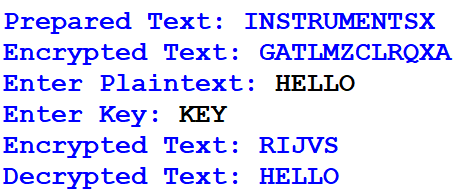 Prepared Text: INSTRUMENTSX
Encrypted Text: GATLMZCLRQXA
Enter Plaintext: HELLO
Enter Key: KEY
Encrypted Text: RIJVS
Decrypted Text: HELLO